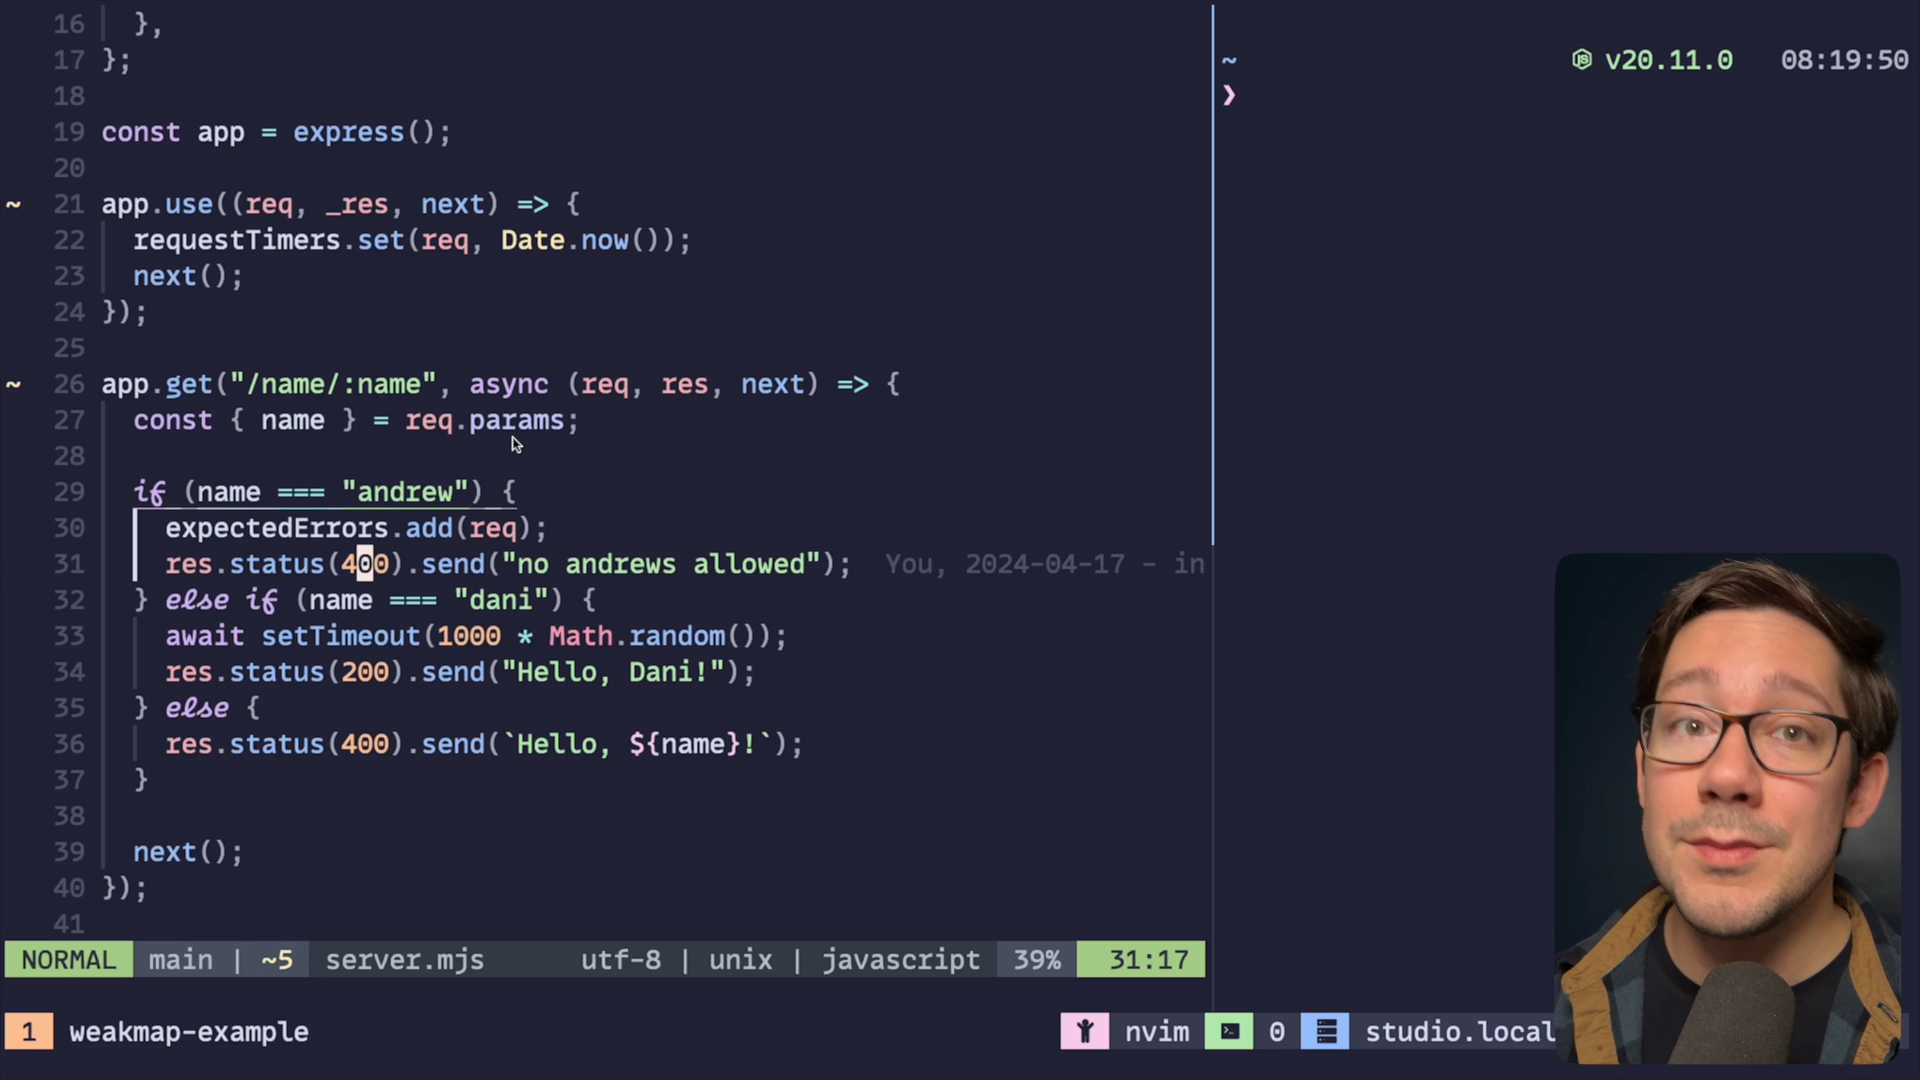 16 },
17 };
18
19 const app = express();
20
~ 21 app.use((req, _res, next) => {
22 requestTimers.set(req, Date.now());
23 next();
24 });
25
~ 26 app.get("/name/:name", async (req, res, next) => {
27 const { name } = req.params;
28
29 if (name === "andrew") {
30 expectedErrors.add(req);
31 res.status(400).send("no andrews allowed"); You, 2024-04-17 - in
32 } else if (name === "dani") {
33 await setTimeout(1000 * Math.random());
34 res.status(200).send("Hello, Dani!");
35 } else {
36 res.status(400).send(`Hello, ${name}!`);
37 }
38
39 next();
40 });
41
NORMAL main | ~5 server.mjs utf-8 | unix | javascript 39% 31:17
~ v20.11.0 08:19:50
❯
1 weakmap-example nvim 0 studio.local